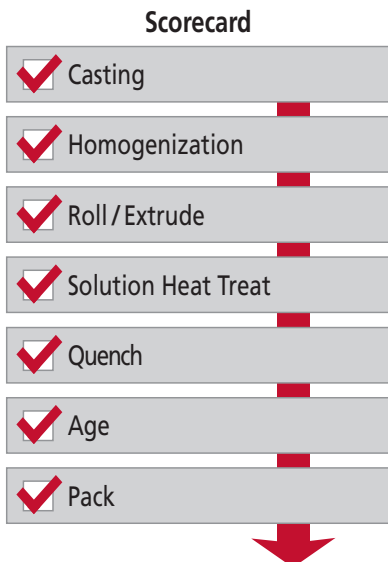 Scorecard
Casting
Homogenization
Roll / Extrude
Solution Heat Treat
Quench
Age
Pack